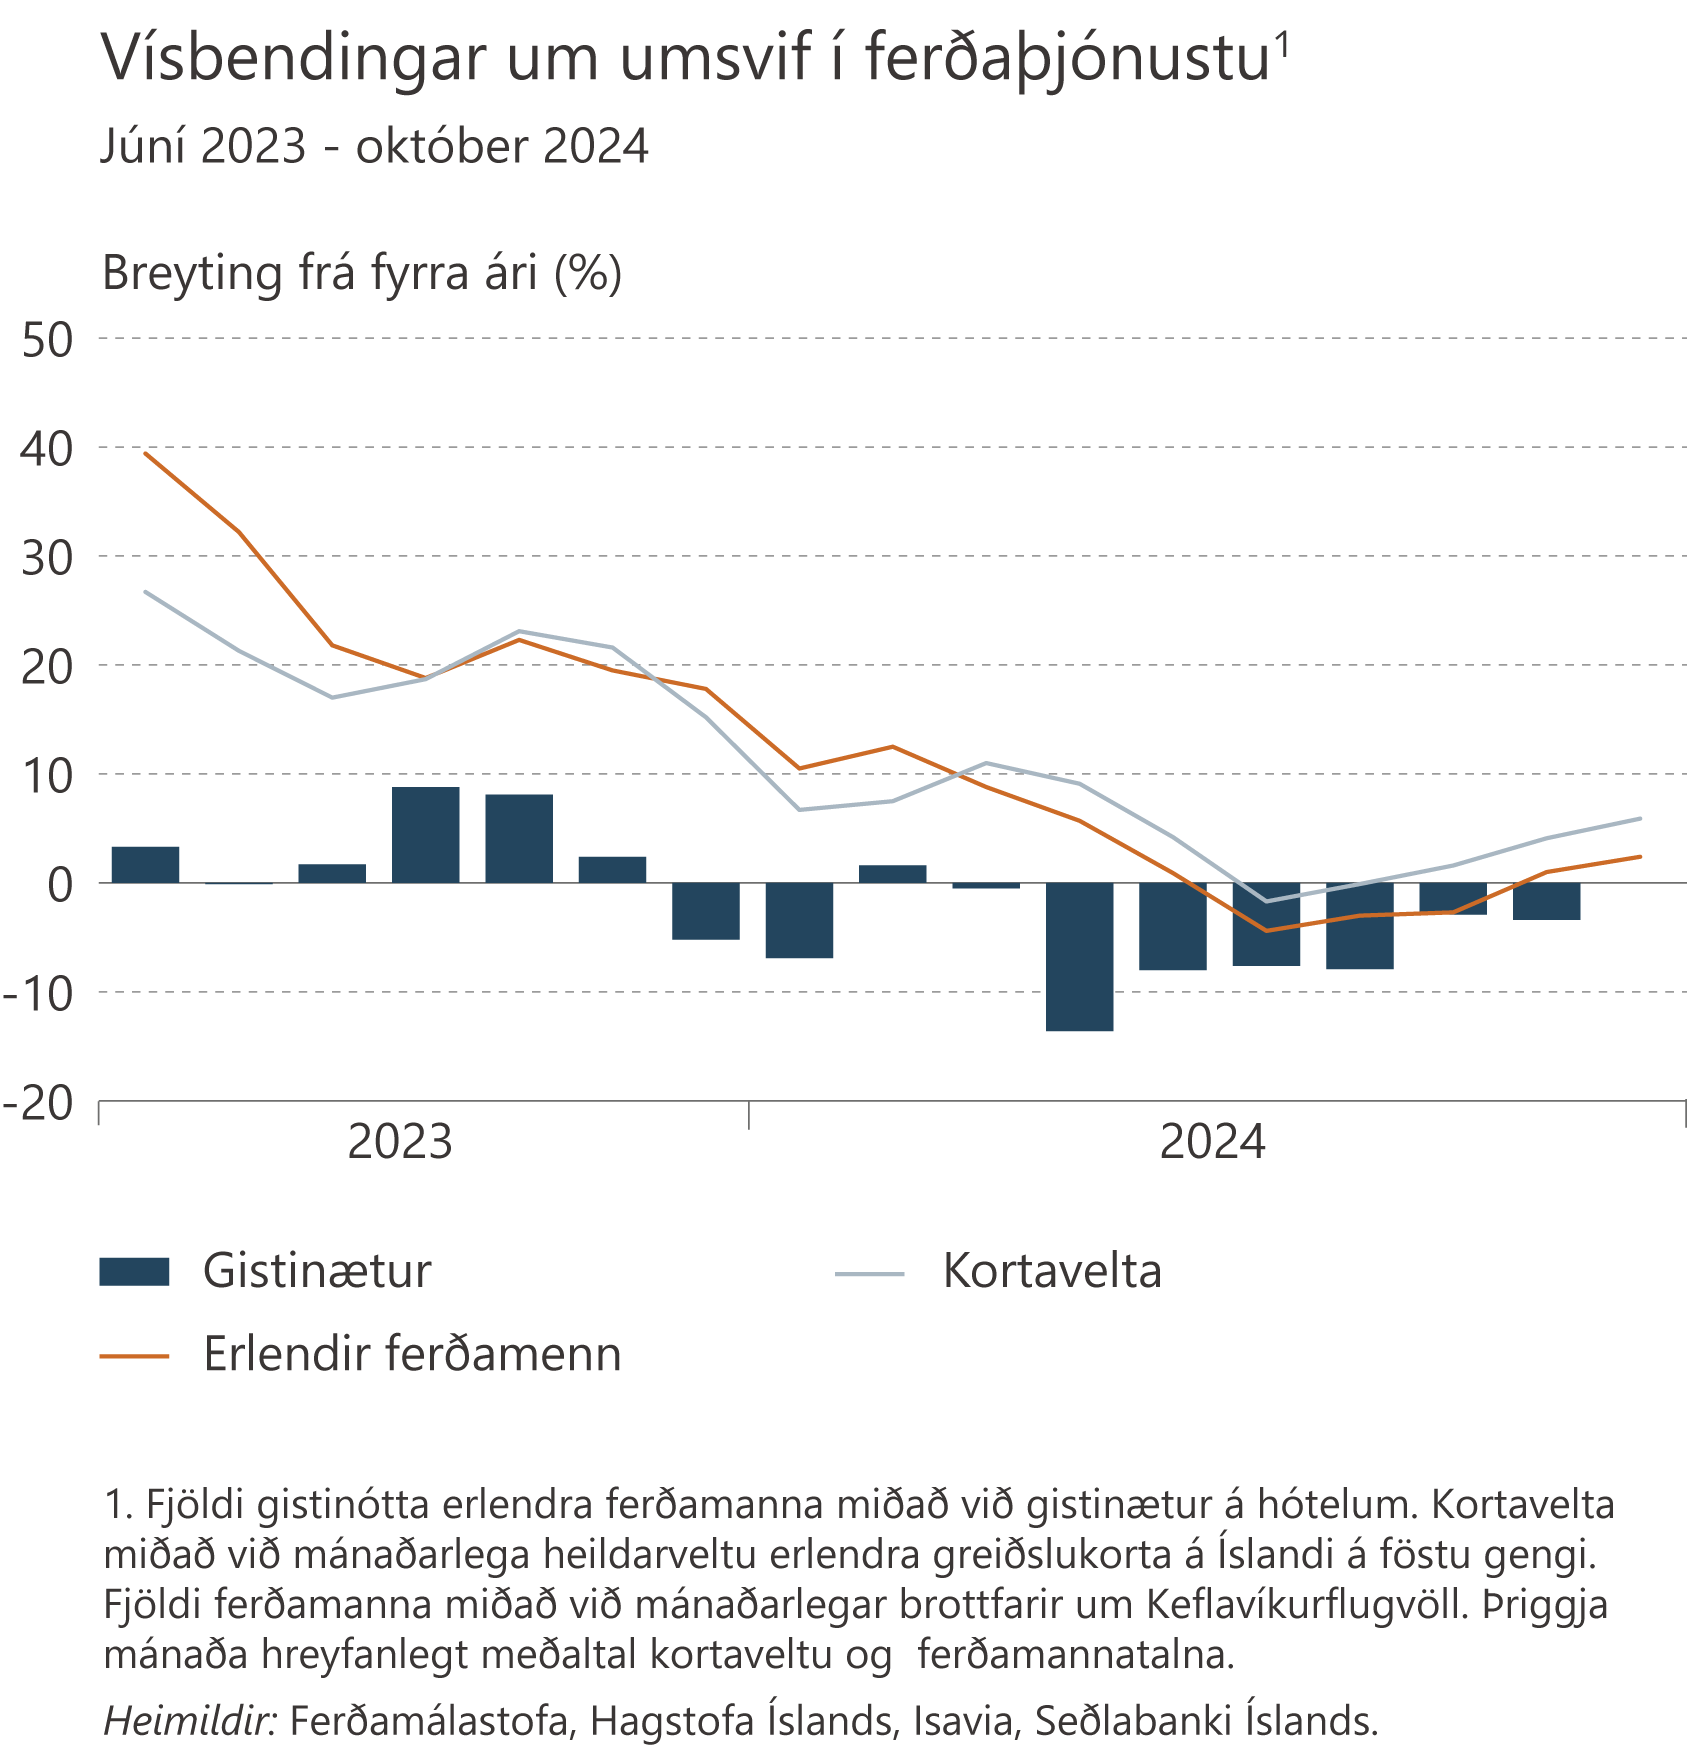 Vísbendingar um umsvif í ferðaþjónustu¹
Júní 2023 - október 2024
Breyting frá fyrra ári (%)
50
40
30
20
10
0
-10
-20
2023 2024
Gistinætur Kortavelta
Erlendir ferðamenn
1. Fjöldi gistinótta erlendra ferðamanna miðað við gistinætur á hótelum. Kortavelta
miðað við mánaðarlega heildarveltu erlendra greiðslukorta á Íslandi á föstu gengi.
Fjöldi ferðamanna miðað við mánaðarlegar brottfarir um Keflavíkurflugvöll. Þriggja
mánaða hreyfanlegt meðaltal kortaveltu og  ferðamannatalna.
Heimildir: Ferðamálastofa, Hagstofa Íslands, Isavia, Seðlabanki Íslands.